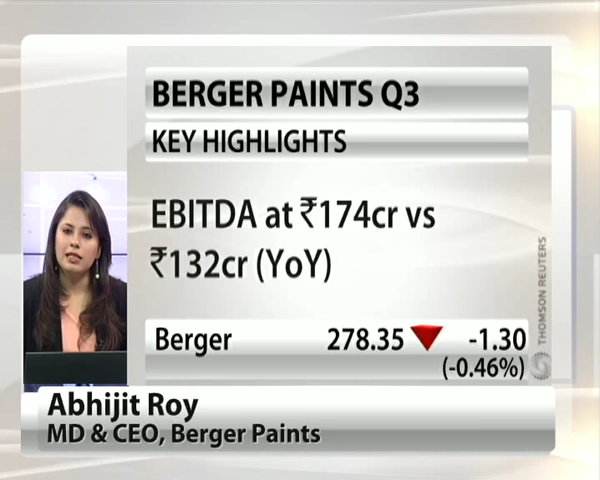 BERGER PAINTS Q3
KEY HIGHLIGHTS
EBITDA at ₹174cr vs
₹132cr (YoY)
Berger 278.35 -1.30
(-0.46%)
THOMSON REUTERS
Abhijit Roy
MD & CEO, Berger Paints